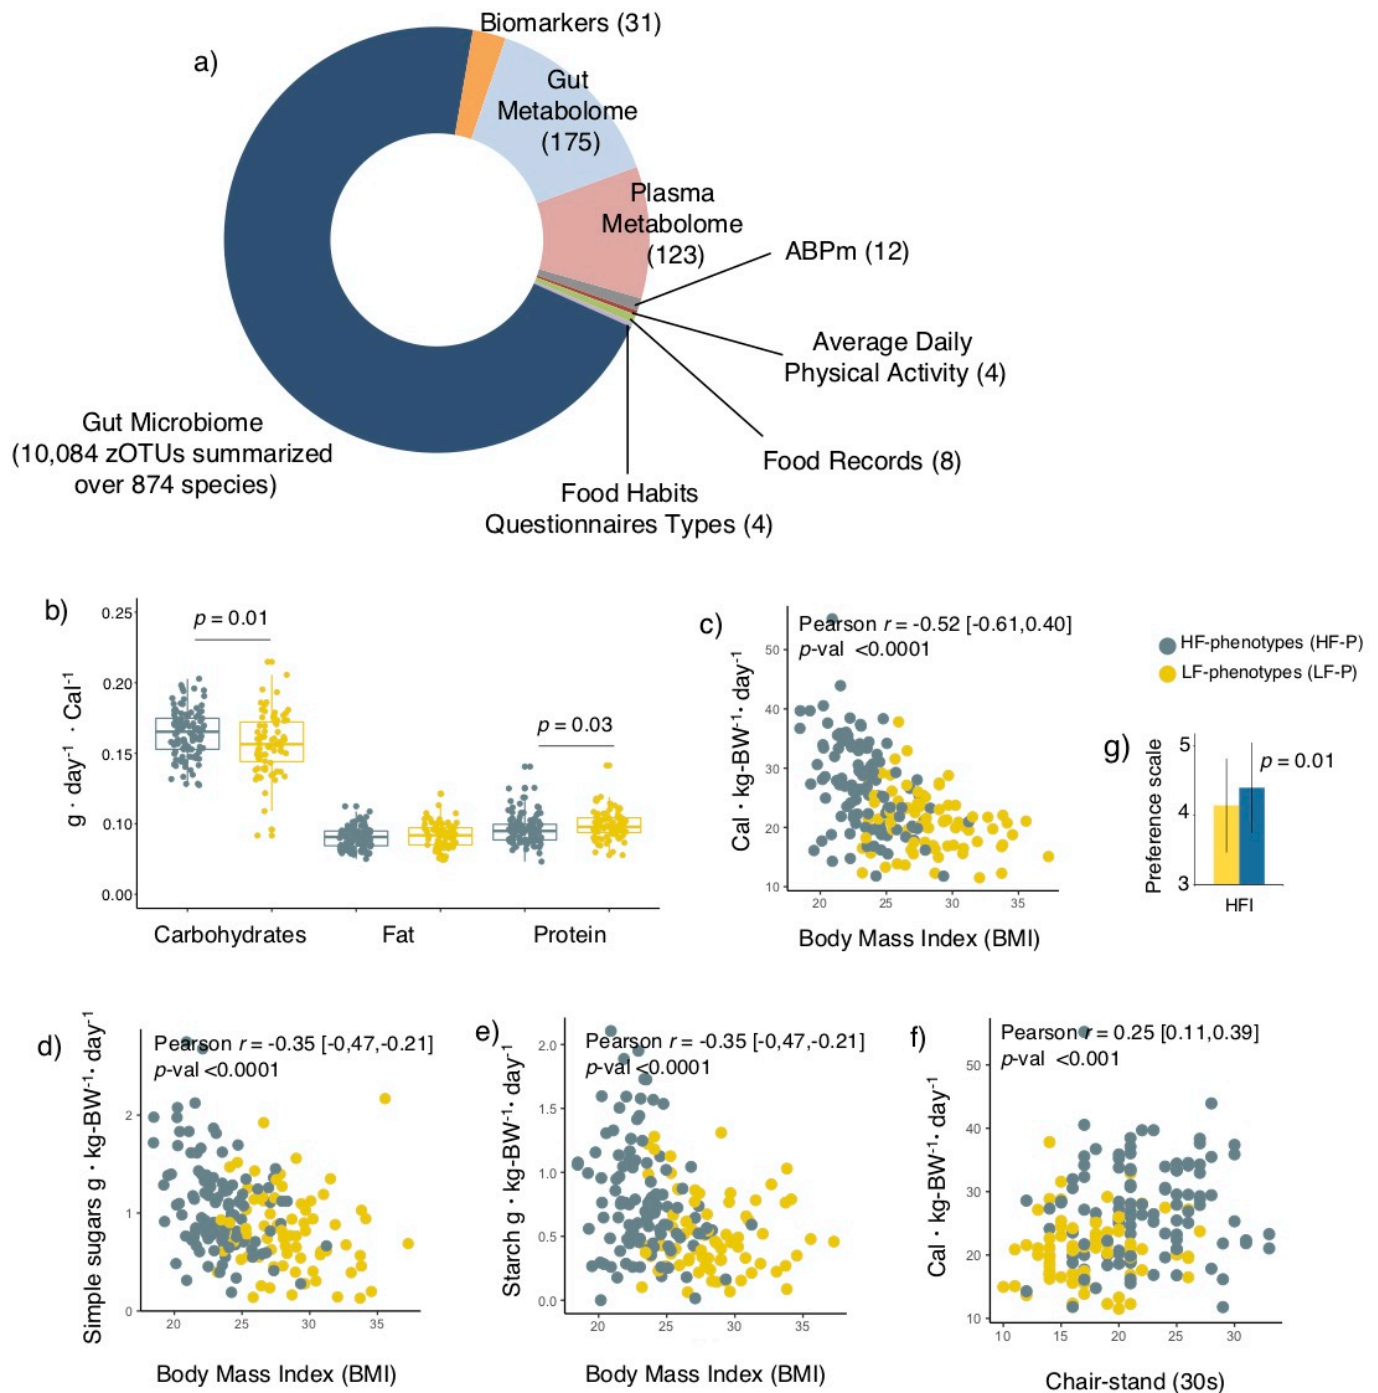 a)
Biomarkers (31)
Gut
Metabolome
(175)
Plasma
Metabolome
(123)
ABPm (12)
Average Daily
Physical Activity (4)
Food Records (8)
Food Habits
Questionnaires Types (4)
Gut Microbiome
(10,084 zOTUs summarized
over 874 species)
b)
g · day⁻¹ · Cal⁻¹
0.25
0.20
0.15
0.10
0.00
p = 0.01
p = 0.03
Carbohydrates
Fat
Protein
c)
Pearson r = -0.52 [-0.61,0.40]
p-val <0.0001
Cal · kg-BW⁻¹· day⁻¹
50
40
30
20
10
20
25
30
35
Body Mass Index (BMI)
HF-phenotypes (HF-P)
LF-phenotypes (LF-P)
g)
Preference scale
5
4
3
p = 0.01
HFI
d)
Pearson r = -0.35 [-0,47,-0.21]
p-val <0.0001
Simple sugars g · kg-BW⁻¹· day⁻¹
2
1
0
20
25
30
35
Body Mass Index (BMI)
e)
Pearson r = -0.35 [-0,47,-0.21]
p-val <0.0001
Starch g · kg-BW⁻¹· day⁻¹
2.0
1.5
1.0
0.5
0.0
20
25
30
35
Body Mass Index (BMI)
f)
Pearson r = 0.25 [0.11,0.39]
p-val <0.001
Cal · kg-BW⁻¹· day⁻¹
50
40
30
20
10
10
15
20
25
30
Chair-stand (30s)